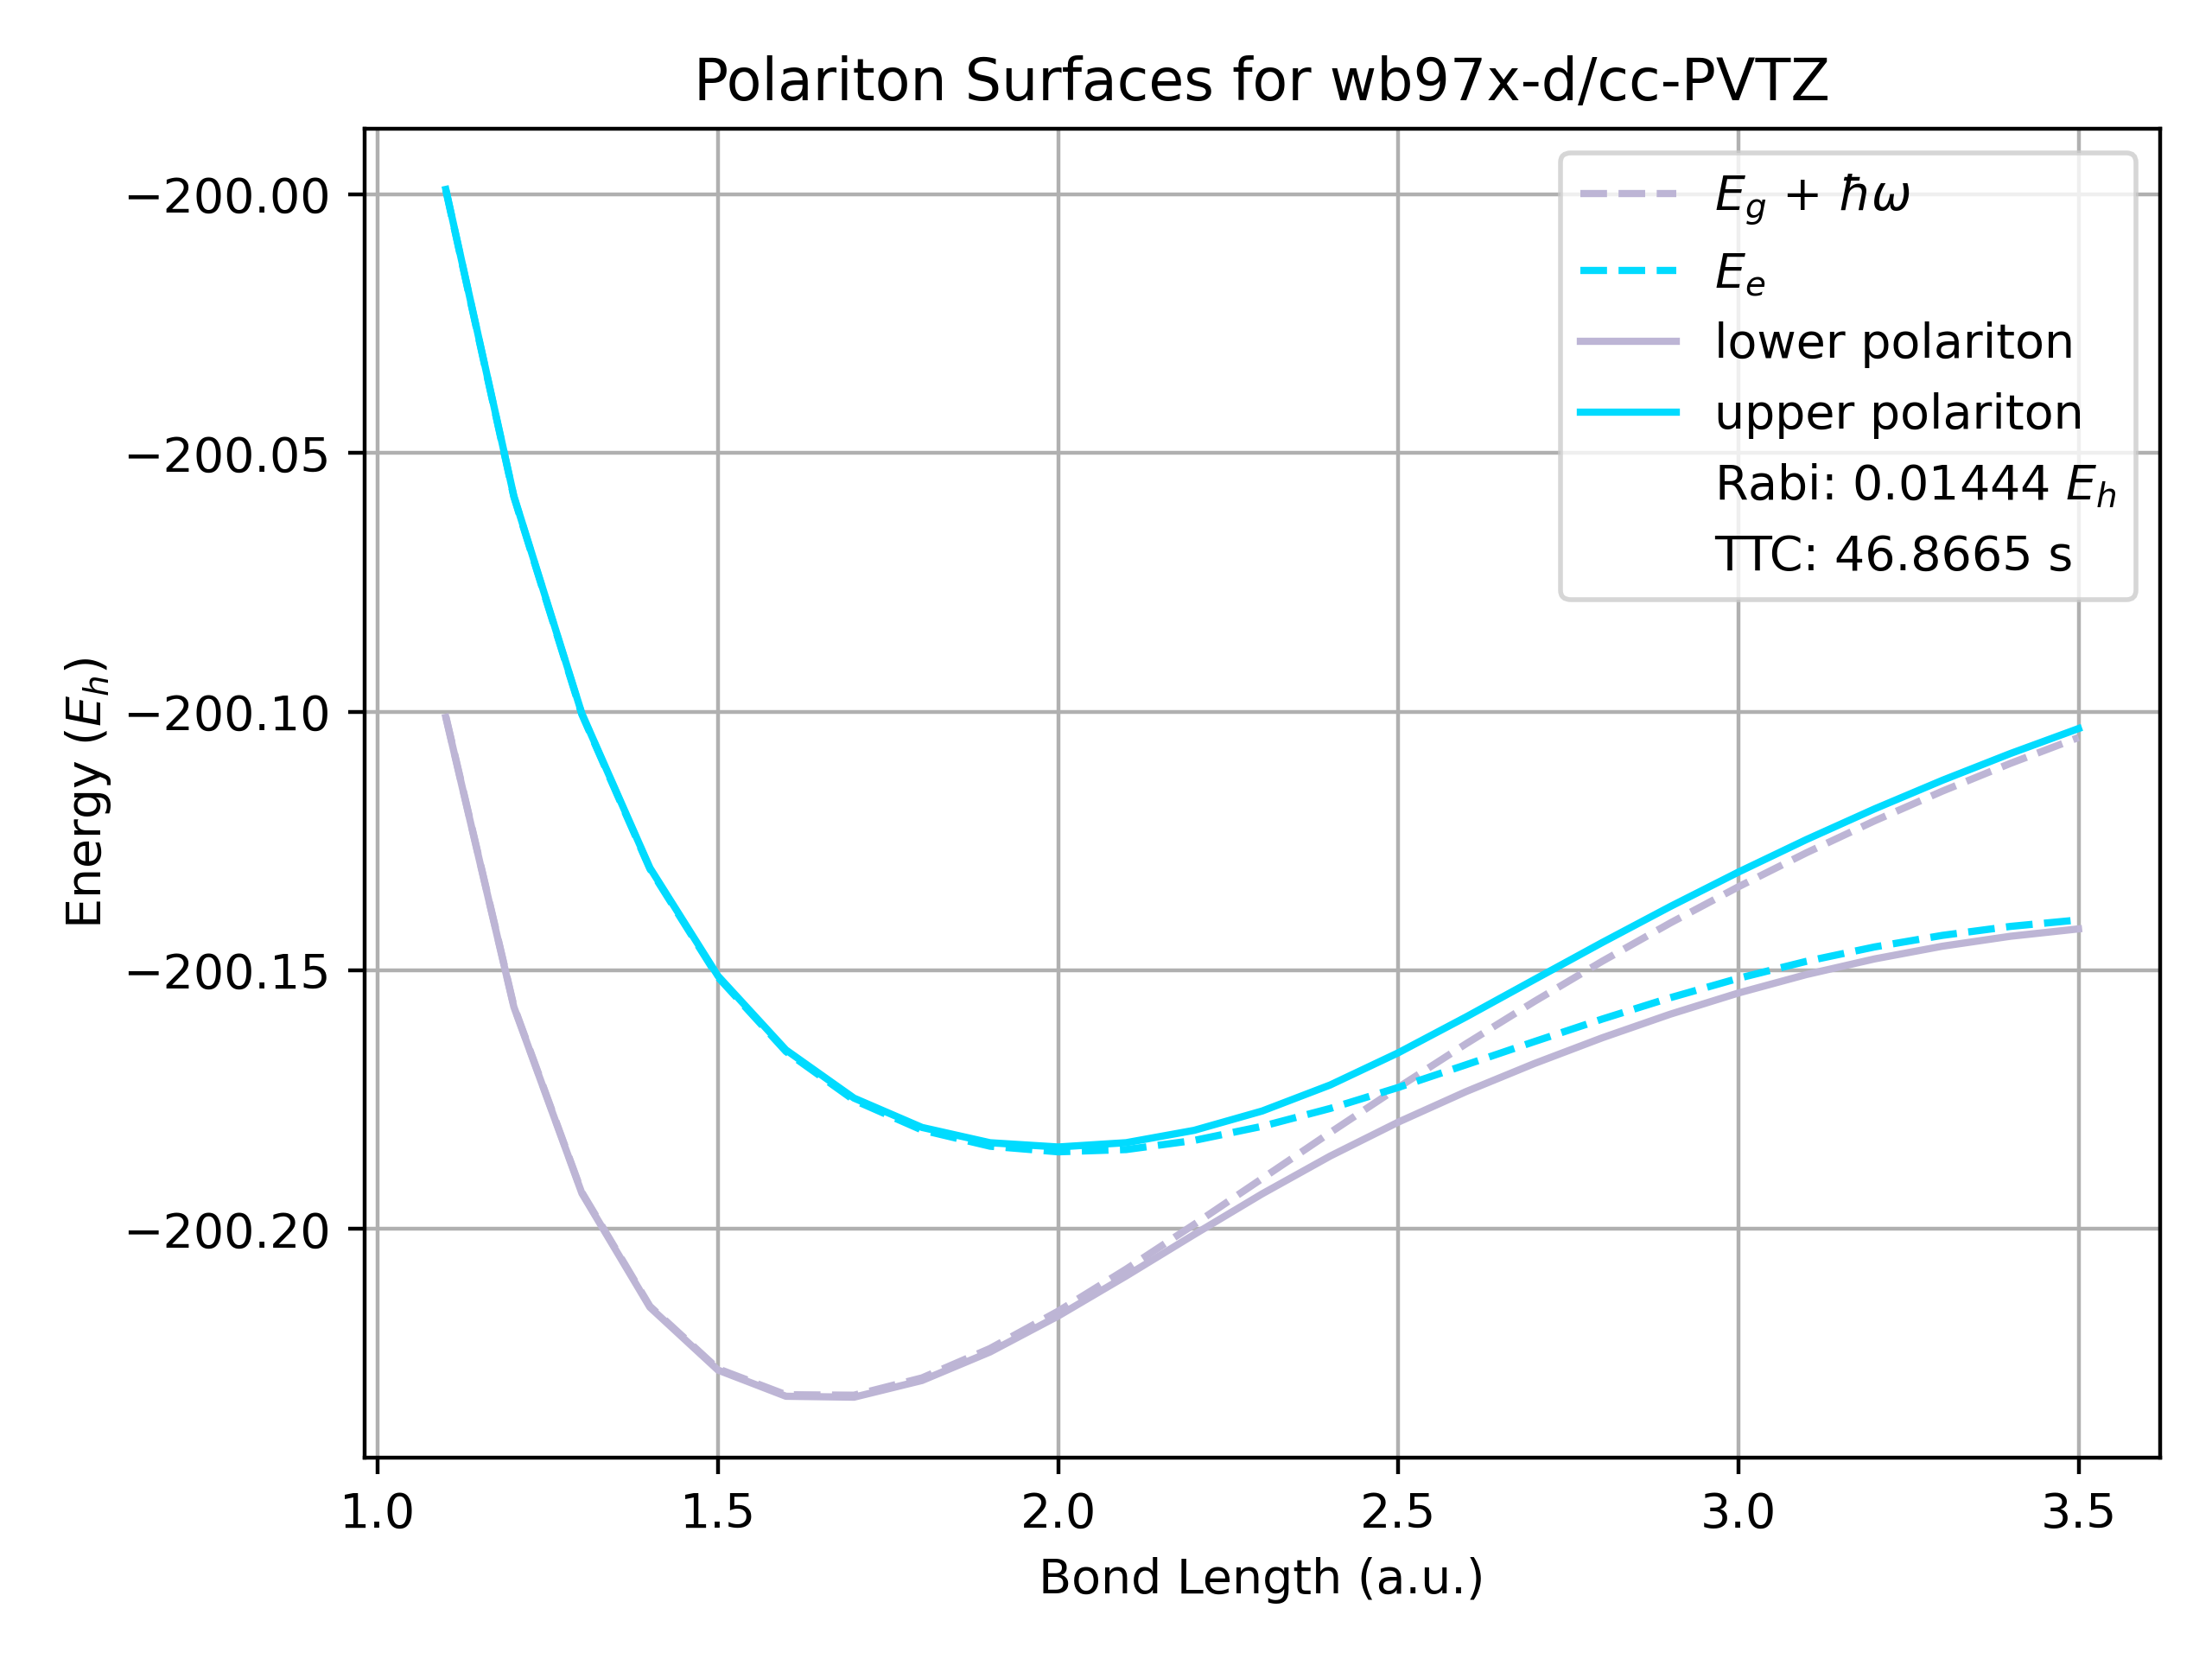 Polariton Surfaces for wb97x-d/cc-PVTZ
−200.00
−200.05
−200.10
−200.15
−200.20
Energy (Eₕ)
E_g + ħω
E_e
lower polariton
upper polariton
Rabi: 0.01444 Eₕ
TTC: 46.8665 s
1.0 1.5 2.0 2.5 3.0 3.5
Bond Length (a.u.)